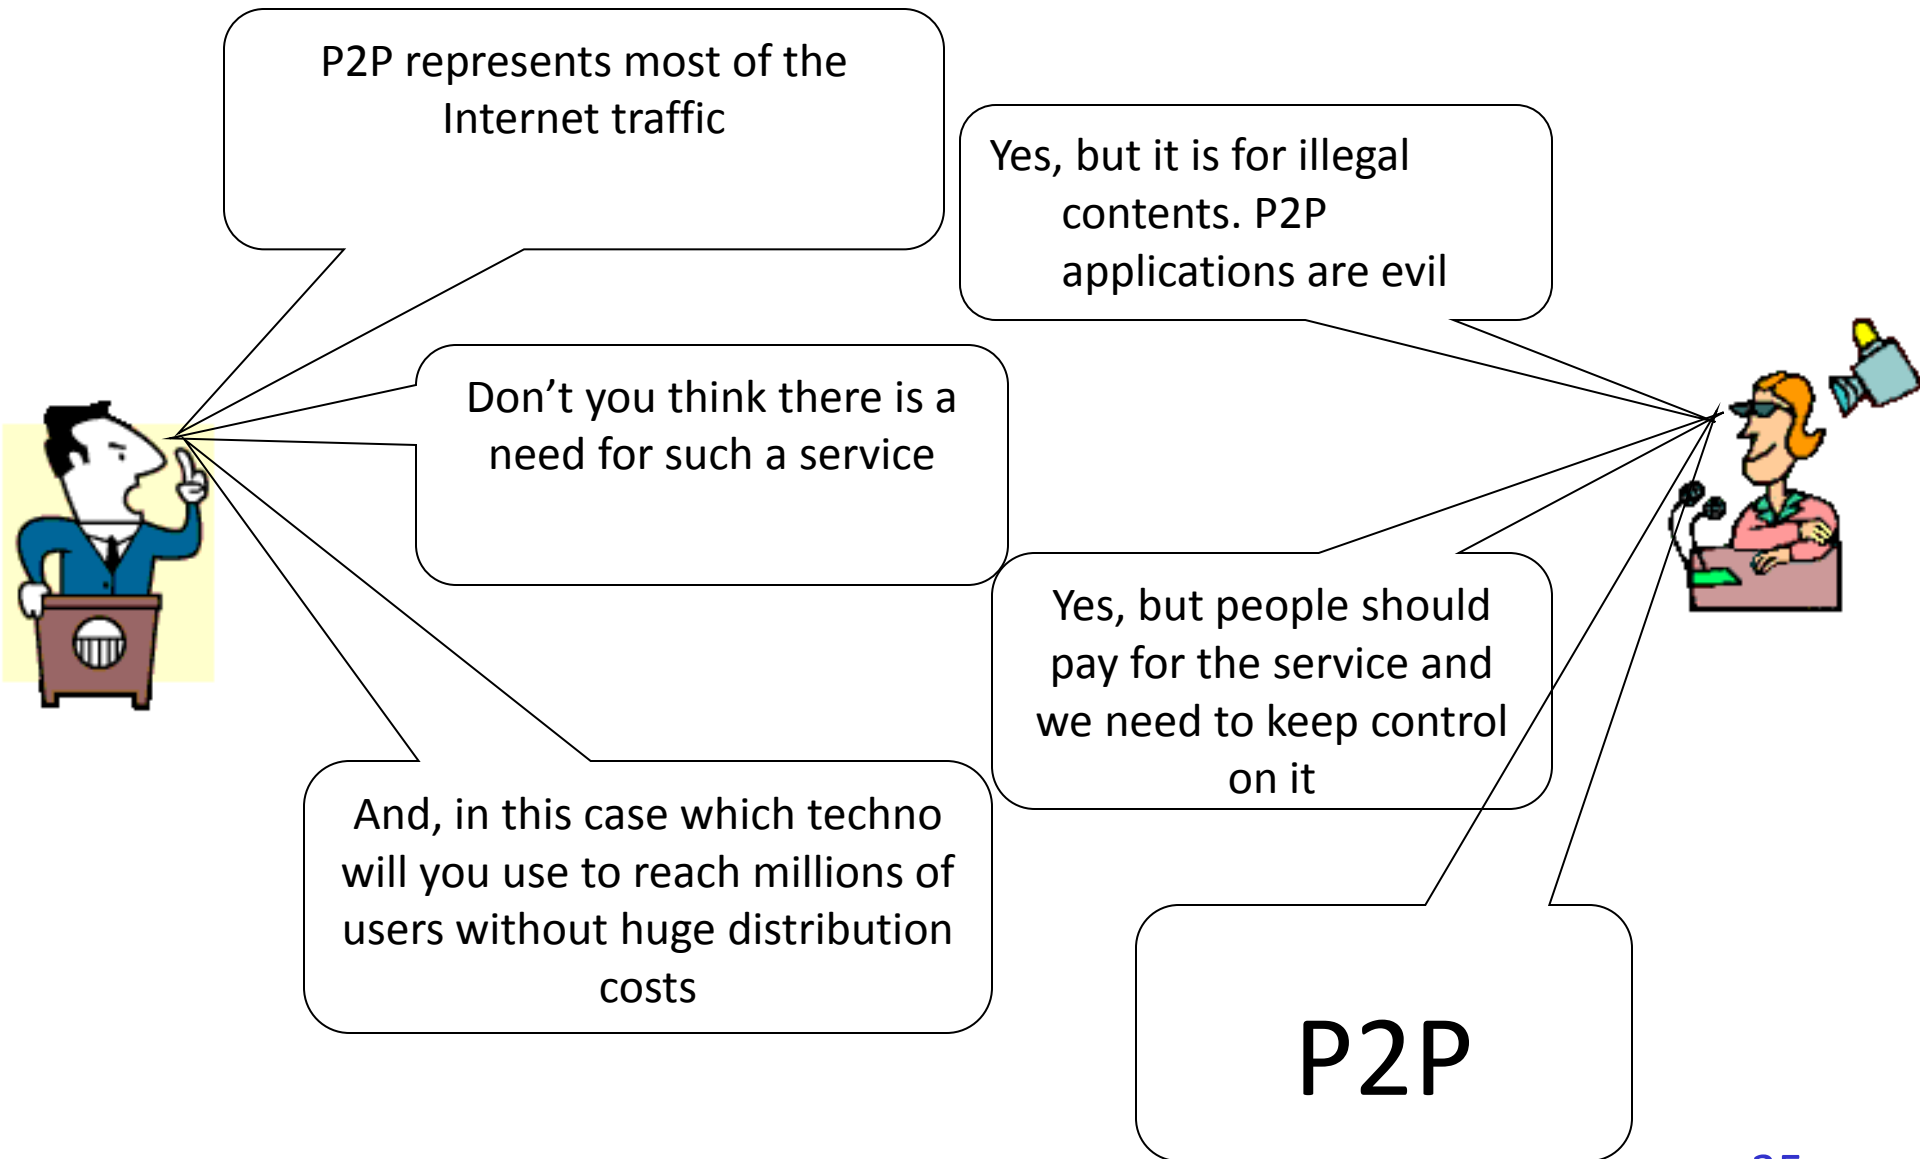 P2P represents most of the
Internet traffic
Yes, but it is for illegal
contents. P2P
applications are evil
Don’t you think there is a
need for such a service
Yes, but people should
pay for the service and
we need to keep control
on it
And, in this case which techno
will you use to reach millions of
users without huge distribution
costs
P2P